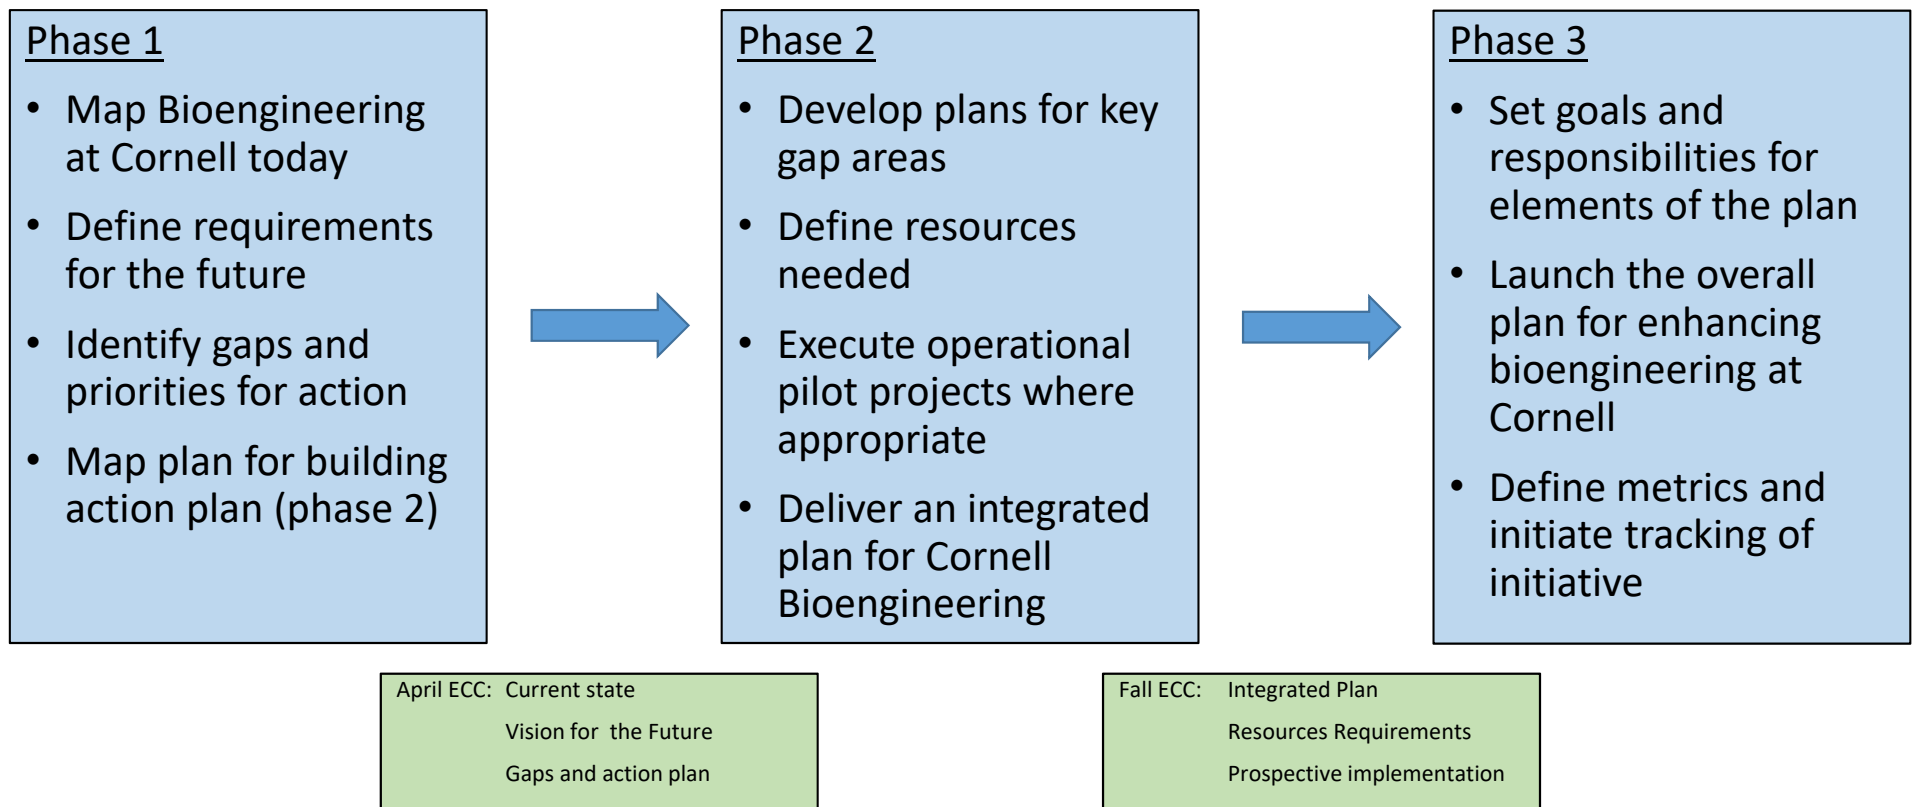 Phase 1
• Map Bioengineering
at Cornell today
• Define requirements
for the future
• Identify gaps and
priorities for action
• Map plan for building
action plan (phase 2)
Phase 2
• Develop plans for key
gap areas
• Define resources
needed
• Execute operational
pilot projects where
appropriate
• Deliver an integrated
plan for Cornell
Bioengineering
Phase 3
• Set goals and
responsibilities for
elements of the plan
• Launch the overall
plan for enhancing
bioengineering at
Cornell
• Define metrics and
initiate tracking of
initiative
April ECC: Current state
Vision for the Future
Gaps and action plan
Fall ECC: Integrated Plan
Resources Requirements
Prospective implementation